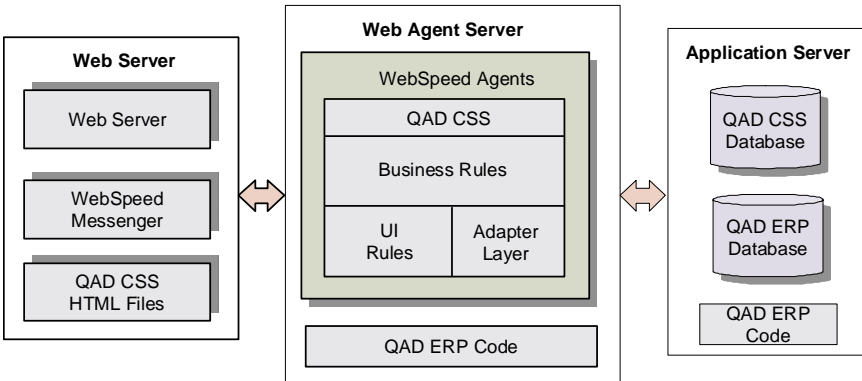 Web Server
Web Server
WebSpeed
Messenger
QAD CSS
HTML Files
Web Agent Server
WebSpeed Agents
QAD CSS
Business Rules
UI
Rules
Adapter
Layer
QAD ERP Code
Application Server
QAD CSS
Database
QAD ERP
Database
QAD ERP
Code